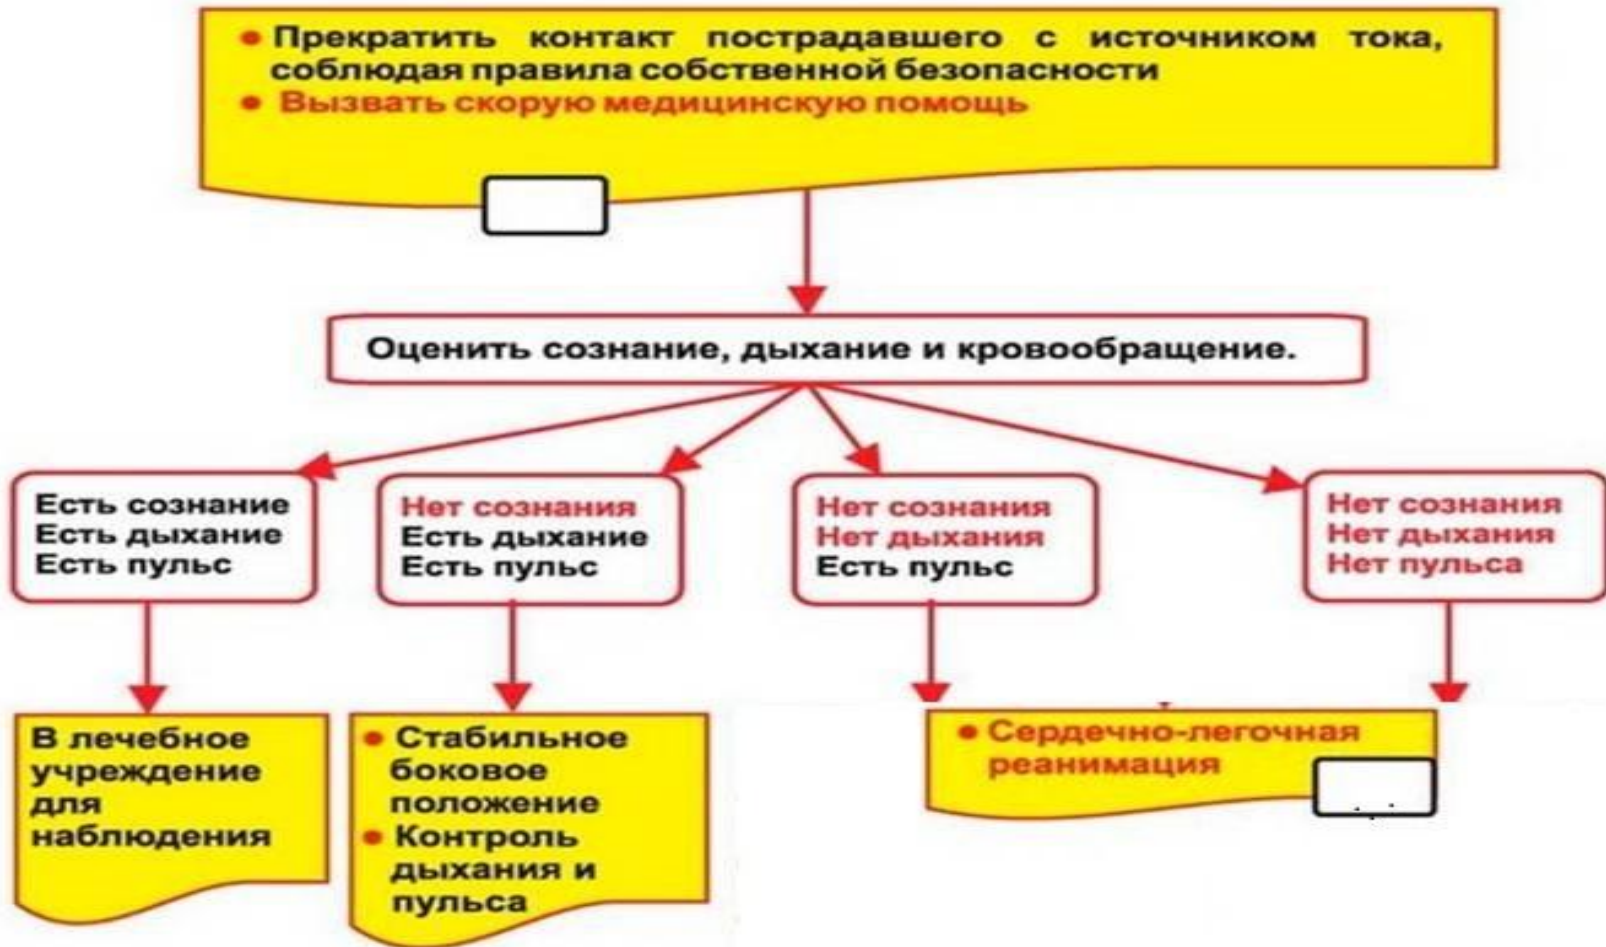 • Прекратить контакт пострадавшего с источником тока,
соблюдая правила собственной безопасности
• Вызвать скорую медицинскую помощь
Оценить сознание, дыхание и кровообращение.
Есть сознание
Есть дыхание
Есть пульс
Нет сознания
Есть дыхание
Есть пульс
Нет сознания
Нет дыхания
Есть пульс
Нет сознания
Нет дыхания
Нет пульса
В лечебное
учреждение
для
наблюдения
• Стабильное
боковое
положение
• Контроль
дыхания и
пульса
• Сердечно-легочная
реанимация